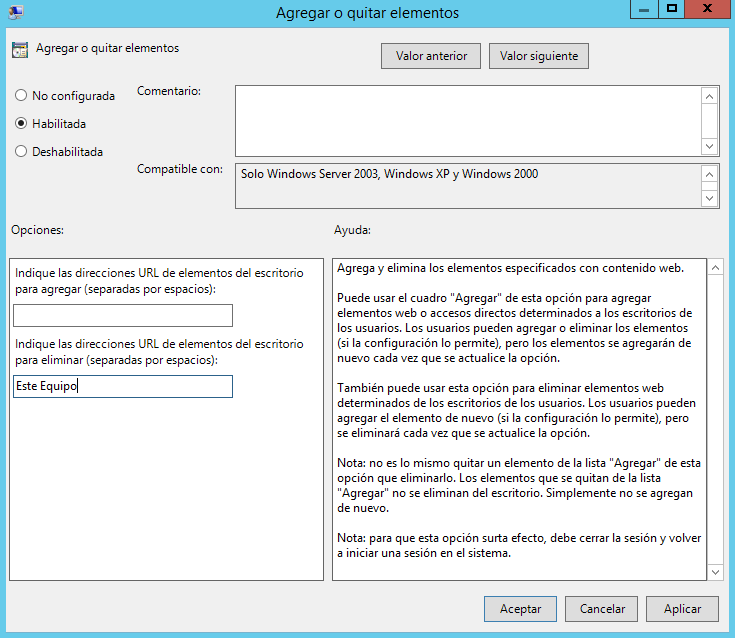 Agregar o quitar elementos
Agregar o quitar elementos
Valor anterior
Valor siguiente
No configurada
Habilitada
Deshabilitada
Comentario:
Compatible con:
Solo Windows Server 2003, Windows XP y Windows 2000
Opciones:
Ayuda:
Indique las direcciones URL de elementos del escritorio
para agregar (separadas por espacios):
Indique las direcciones URL de elementos del escritorio
para eliminar (separadas por espacios):
Este Equipo
Agrega y elimina los elementos especificados con contenido web.
Puede usar el cuadro "Agregar" de esta opción para agregar
elementos web o accesos directos determinados a los escritorios de
los usuarios. Los usuarios pueden agregar o eliminar los elementos
(si la configuración lo permite), pero los elementos se agregarán de
nuevo cada vez que se actualice la opción.
También puede usar esta opción para eliminar elementos web
determinados de los escritorios de los usuarios. Los usuarios pueden
agregar el elemento de nuevo (si la configuración lo permite), pero
se eliminará cada vez que se actualice la opción.
Nota: no es lo mismo quitar un elemento de la lista "Agregar" de esta
opción que eliminarlo. Los elementos que se quitan de la lista
"Agregar" no se eliminan del escritorio. Simplemente no se agregan
de nuevo.
Nota: para que esta opción surta efecto, debe cerrar la sesión y volver
a iniciar una sesión en el sistema.
Aceptar
Cancelar
Aplicar